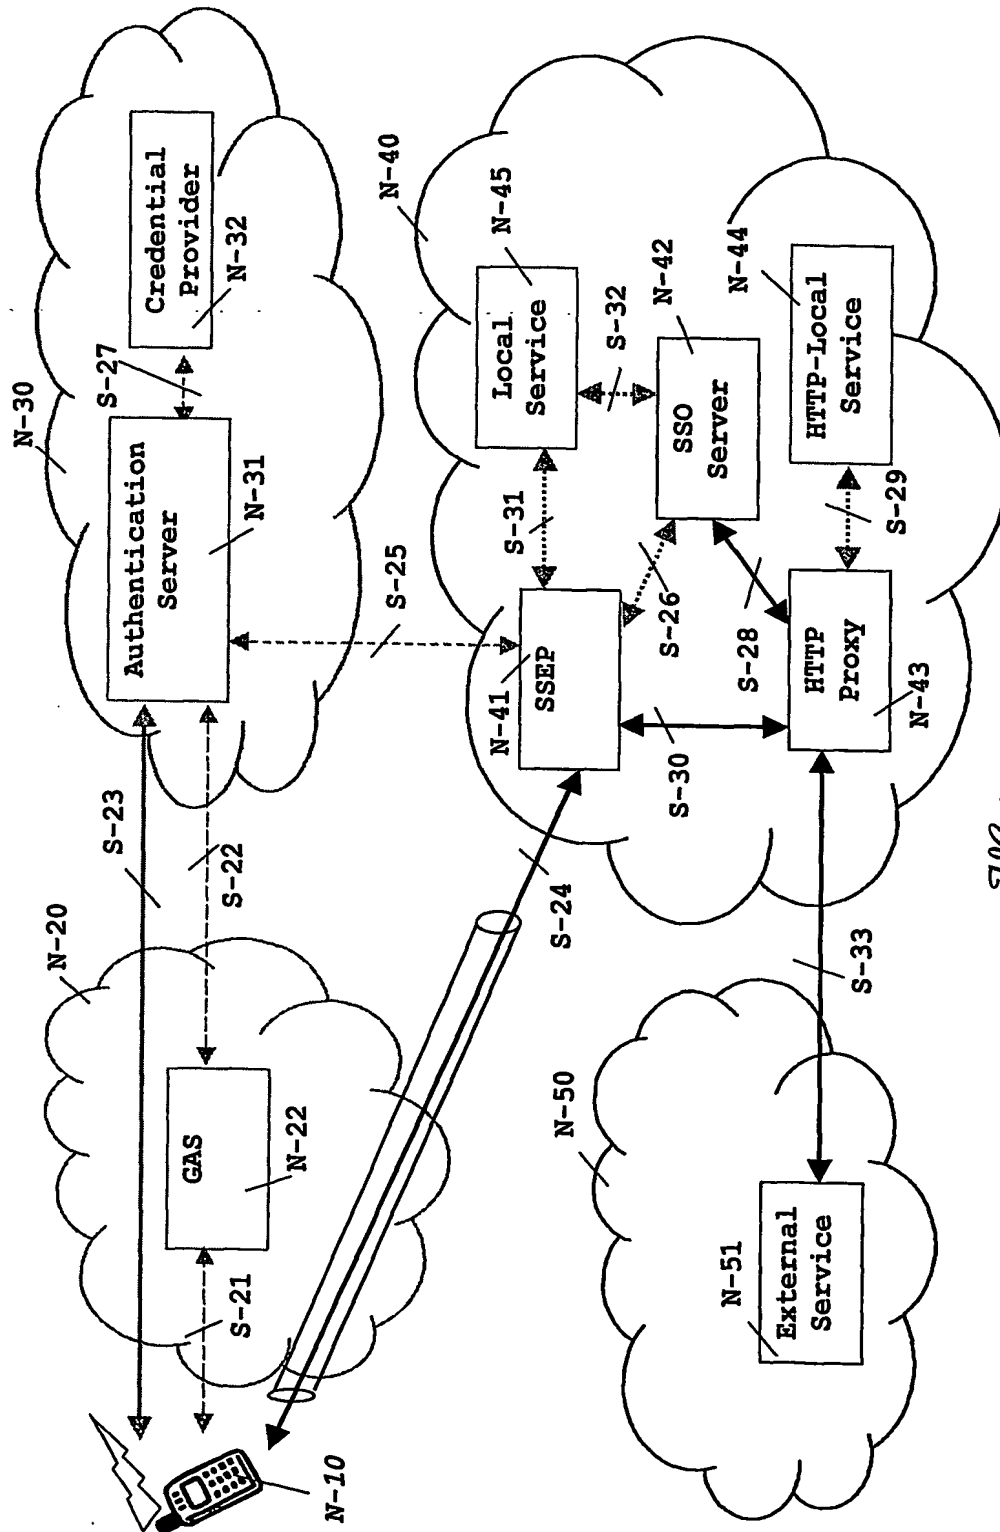 N-20
N-30
S-23
S-27
Authentication
Server
Credential
Provider
GAS
S-22
N-32
S-21
N-31
N-22
N-10
S-25
N-40
N-41
S-31
N-45
Local
Service
SSEP
S-24
N-50
S-32
S-26
N-42
SSO
Server
S-30
N-51
S-28
N-44
External
Service
HTTP
Proxy
HTTP-Local
Service
S-33
S-29
N-43